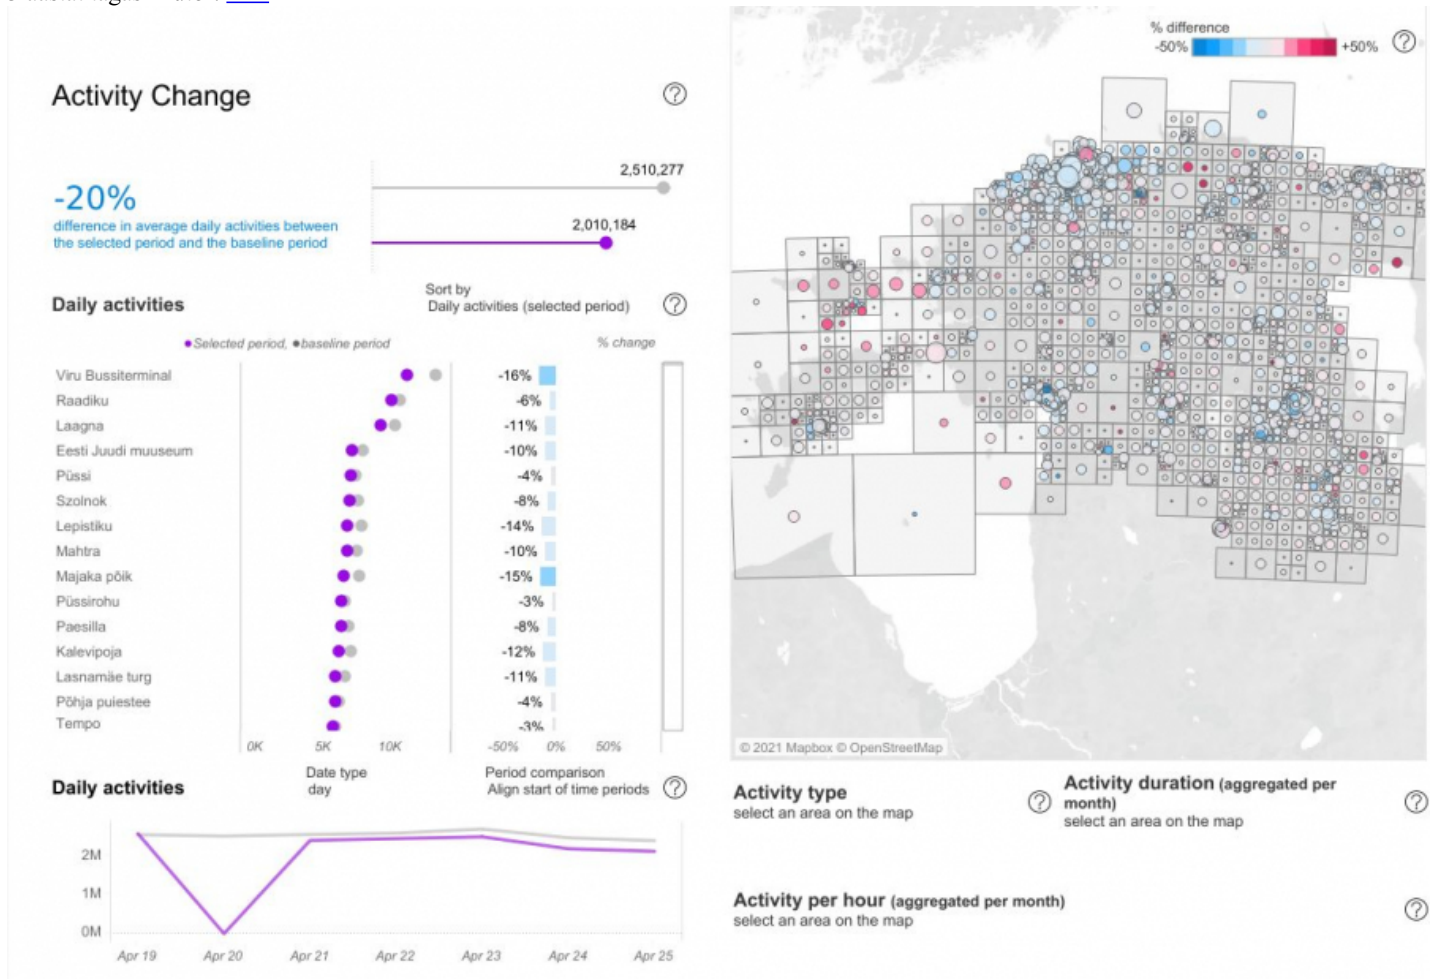 Activity Change
2,510,277
-20%
difference in average daily activities between
the selected period and the baseline period
2,010,184
Daily activities
Sort by
Daily activities (selected period)
Selected period, baseline period
% change
Viru Bussiterminal
-16%
Raadiku
-6%
Laagna
-11%
Eesti Juudi muuseum
-10%
Püssi
-4%
Szolnok
-8%
Lepistiku
-14%
Mahtra
-10%
Majaka põik
-15%
Püssirohu
-3%
Paesilla
-8%
Kalevipoja
-12%
Lasnamäe turg
-11%
Põhja puiestee
-4%
Tempo
-3%
0K 5K 10K
-50% 0% 50%
Daily activities
Date type
day
Period comparison
Align start of time periods
2M
1M
0M
Apr 19 Apr 20 Apr 21 Apr 22 Apr 23 Apr 24 Apr 25
% difference
-50% +50%
© 2021 Mapbox © OpenStreetMap
Activity type
select an area on the map
Activity duration (aggregated per
month)
select an area on the map
Activity per hour (aggregated per month)
select an area on the map